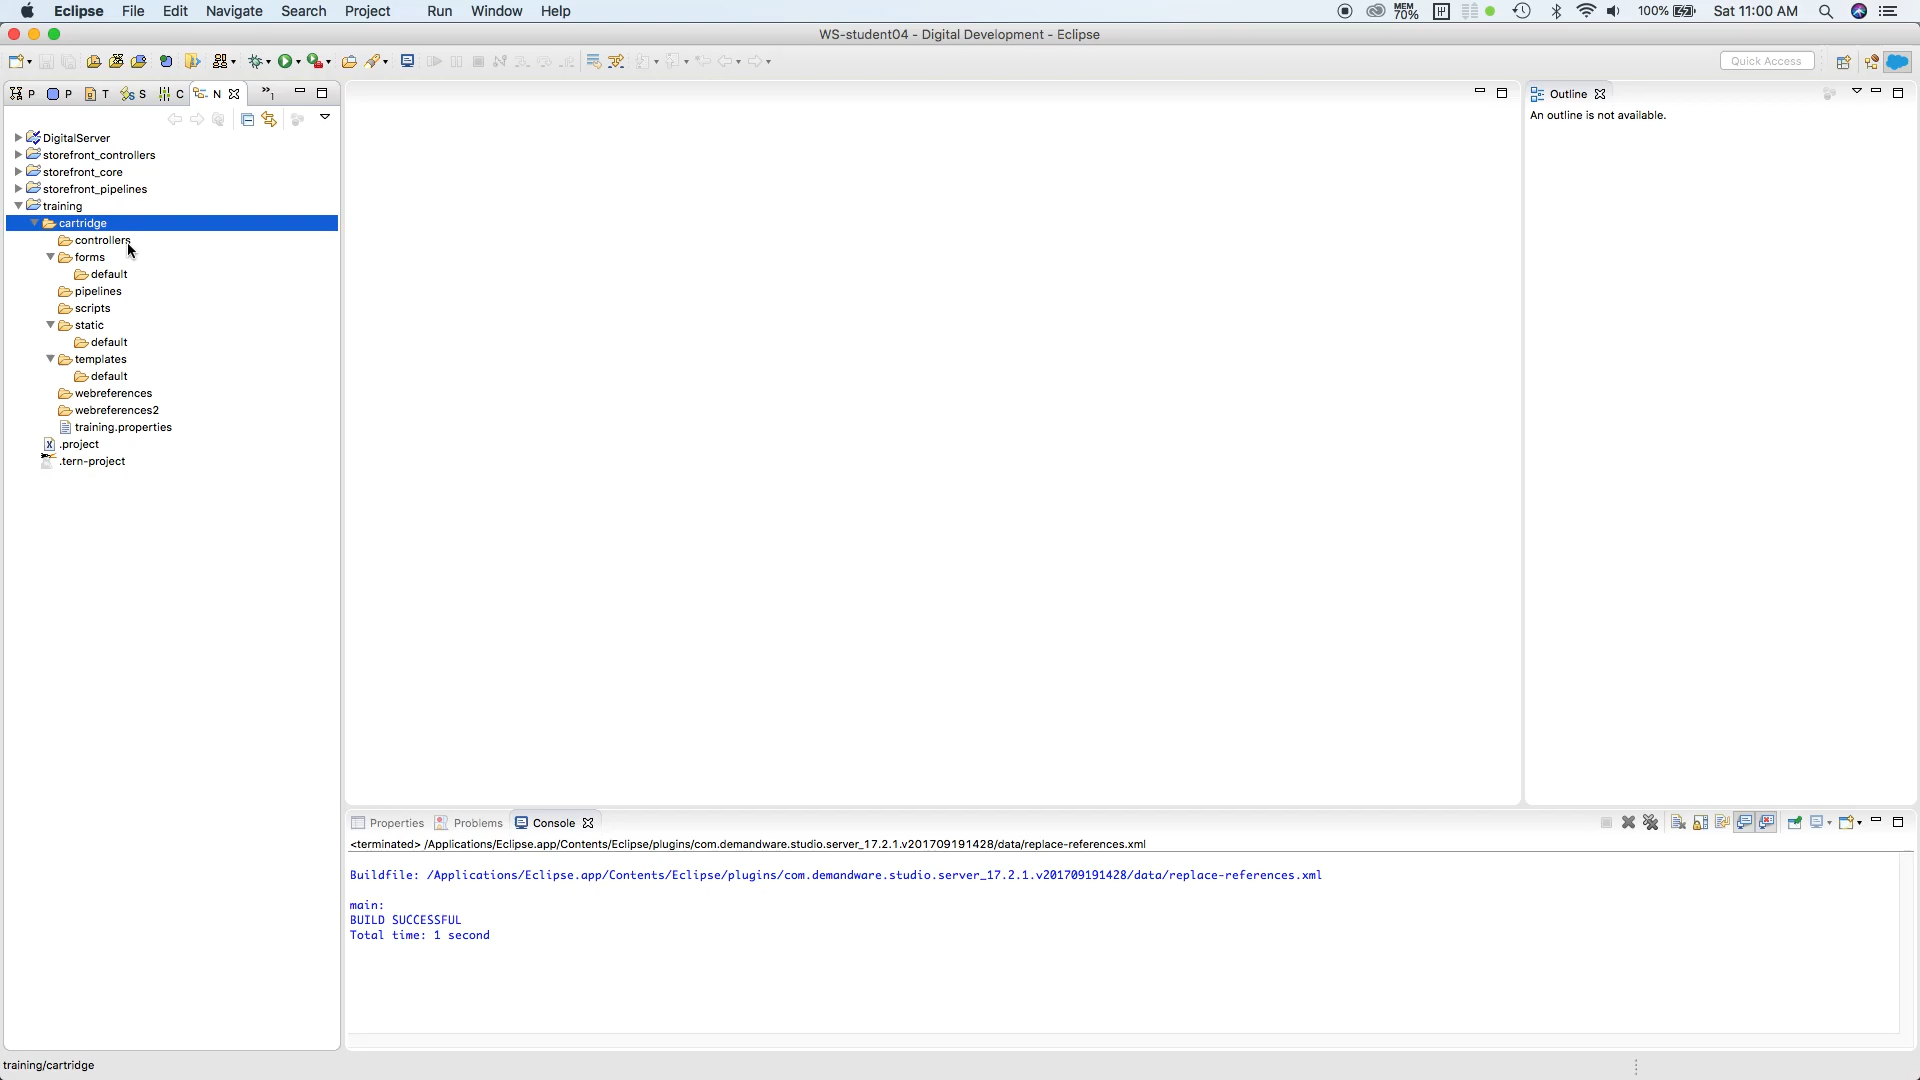 Eclipse File Edit Navigate Search Project Run Window Help MEM 70% 100% Sat 11:00 AM
WS-student04 - Digital Development - Eclipse
Quick Access
P P T S C N »1
Outline
An outline is not available.
DigitalServer
storefront_controllers
storefront_core
storefront_pipelines
training
cartridge
controllers
forms
default
pipelines
scripts
static
default
templates
default
webreferences
webreferences2
training.properties
.project
.tern-project
Properties Problems Console
<terminated> /Applications/Eclipse.app/Contents/Eclipse/plugins/com.demandware.studio.server_17.2.1.v201709191428/data/replace-references.xml
Buildfile: /Applications/Eclipse.app/Contents/Eclipse/plugins/com.demandware.studio.server_17.2.1.v201709191428/data/replace-references.xml
main:
BUILD SUCCESSFUL
Total time: 1 second
training/cartridge